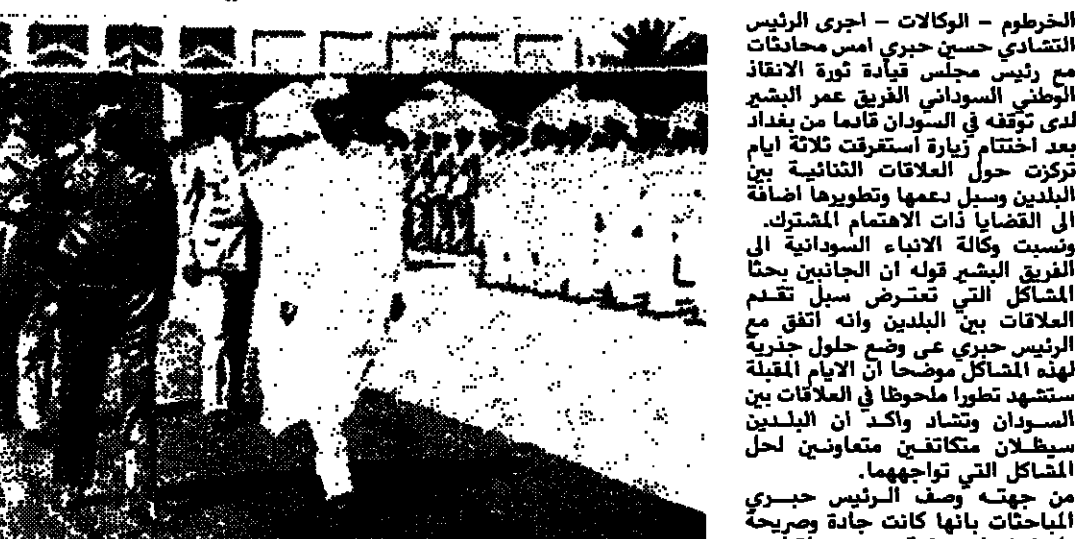 الخرطوم – الوكالات – اجرى الرئيس
التشادي حسين حبري امس محادثات
مع رئيس مجلس قيادة ثورة الانقاذ
الوطني السوداني الفريق عمر البشير
لدى توقفه في السودان قادما من بغداد
بعد اختتام زيارة استغرقت ثلاثة ايام
تركزت حول العلاقات الثنائية بين
البلدين وسبل دعمها وتطويرها اضافة
الى القضايا ذات الاهتمام المشترك.
ونسبت وكالة الانباء السودانية الى
الفريق البشير قوله ان الجانبين بحثا
المشاكل التي تعترض سبل تقدم
العلاقات بين البلدين وانه اتفق مع
الرئيس حبري عى وضع حلول جذرية
لهذه المشاكل موضحا ان الايام المقبلة
ستشهد تطورا ملحوظا في العلاقات بين
السودان وتشاد واكد ان البلدين
سيظلان متكاتفين متعاونين لحل
المشاكل التي تواجههما.
من جهته وصف الرئيس حبري
المباحثات بانها كانت جادة وصريحة